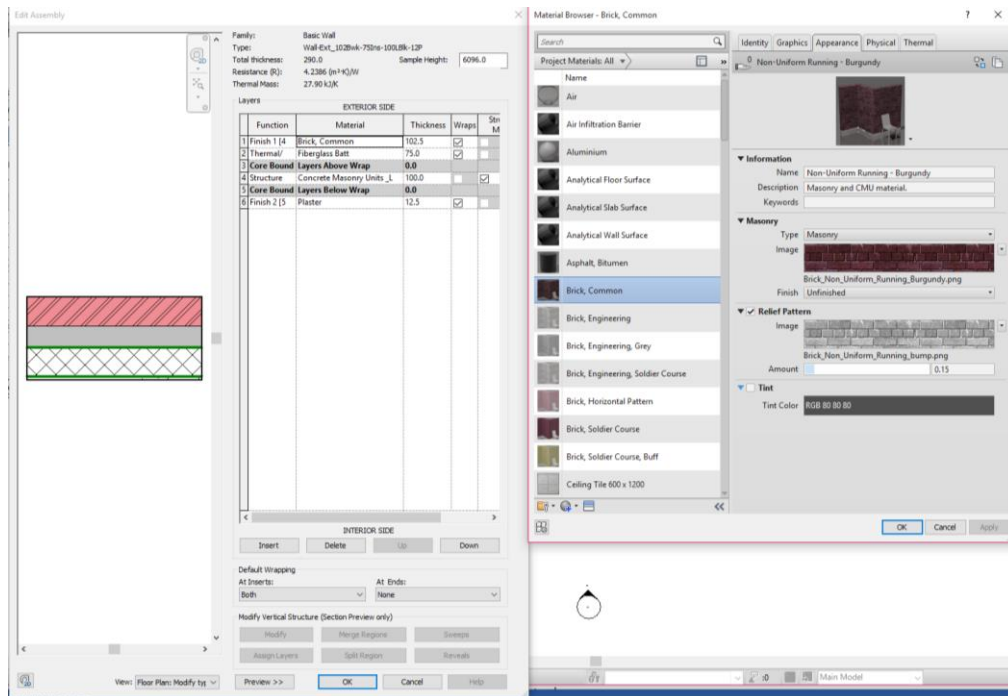 Edit Assembly
Family: Basic Wall
Type: Wall-Ext_102Bwk-75Ins-100LBlk-12P
Total thickness: 290.0 Sample Height: 6096.0
Resistance (R): 4.2386 (m²·K)/W
Thermal Mass: 27.90 kJ/K
Layers
EXTERIOR SIDE
Function Material Thickness Wraps Str
M
1 Finish 1 [4 Brick, Common 102.5
2 Thermal/ Fiberglass Batt 75.0
3 Core Bound Layers Above Wrap 0.0
4 Structure Concrete Masonry Units _L 100.0
5 Core Bound Layers Below Wrap 0.0
6 Finish 2 [5 Plaster 12.5
INTERIOR SIDE
Insert Delete Up Down
Default Wrapping
At Inserts: At Ends:
Both None
Modify Vertical Structure (Section Preview only)
Modify Merge Regions Sweeps
Assign Layers Split Region Reveals
View: Floor Plan: Modify typ Preview >> OK Cancel Help
Material Browser - Brick, Common ? ×
Search
Project Materials: All
Name
Air
Air Infiltration Barrier
Aluminium
Analytical Floor Surface
Analytical Slab Surface
Analytical Wall Surface
Asphalt, Bitumen
Brick, Common
Brick, Engineering
Brick, Engineering, Grey
Brick, Engineering, Soldier Course
Brick, Horizontal Pattern
Brick, Soldier Course
Brick, Soldier Course, Buff
Ceiling Tile 600 x 1200
Identity Graphics Appearance Physical Thermal
0 Non-Uniform Running - Burgundy
Information
Name Non-Uniform Running - Burgundy
Description Masonry and CMU material.
Keywords
Masonry
Type Masonry
Image
Brick_Non_Uniform_Running_Burgundy.png
Finish Unfinished
Relief Pattern
Image
Brick_Non_Uniform_Running_bump.png
Amount 0.15
Tint
Tint Color RGB 80 80 80
OK Cancel Apply
:0 Main Model